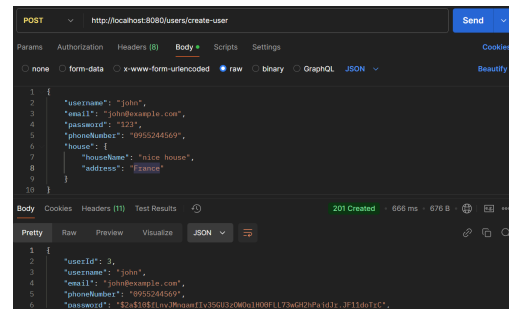 POST http://localhost:8080/users/create-user Send
Params Authorization Headers (8) Body Scripts Settings Cookies
none form-data x-www-form-urlencoded raw binary GraphQL JSON Beautify
1 {
2 "username": "john",
3 "email": "john@example.com",
4 "password": "123",
5 "phoneNumber": "0955244569",
6 "house": {
7 "houseName": "nice house",
8 "address": "France"
9 }
10 }
Body Cookies Headers (11) Test Results 201 Created 666 ms 676 B
Pretty Raw Preview Visualize JSON
1 {
2 "userId": 3,
3 "username": "john",
4 "email": "john@example.com",
5 "phoneNumber": "0955244569",
6 "password":